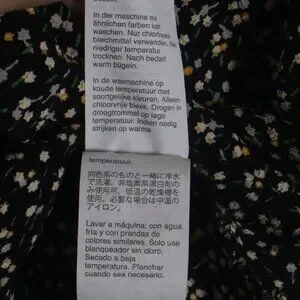 In der maschine mit
ähnlichen farben kalt
waschen. Nur chlorfreies
bleichmittel verwenden. Bei
niedriger temperatur
trocknen. Nach bedarf
warm bügeln.
In de wasmachine op
koude temperatuur met
soortgelijke kleuren. Alleen
chloorvrije bleek. Drogen in
droogtrommel op lage
temperatuur. Indien nodig
strijken op warme
temperatuur.
同色系のものと一緒に冷水
で洗濯。非塩素系漂白剤の
み使用可。低温の乾燥機を
使用。必要な場合は中温の
アイロン。
Lavar a máquina, con agua
fría y con prendas de
colores similares. Solo use
blanqueador sin cloro.
Secado a baja
temperatura. Planchar
cuando sea necesario.